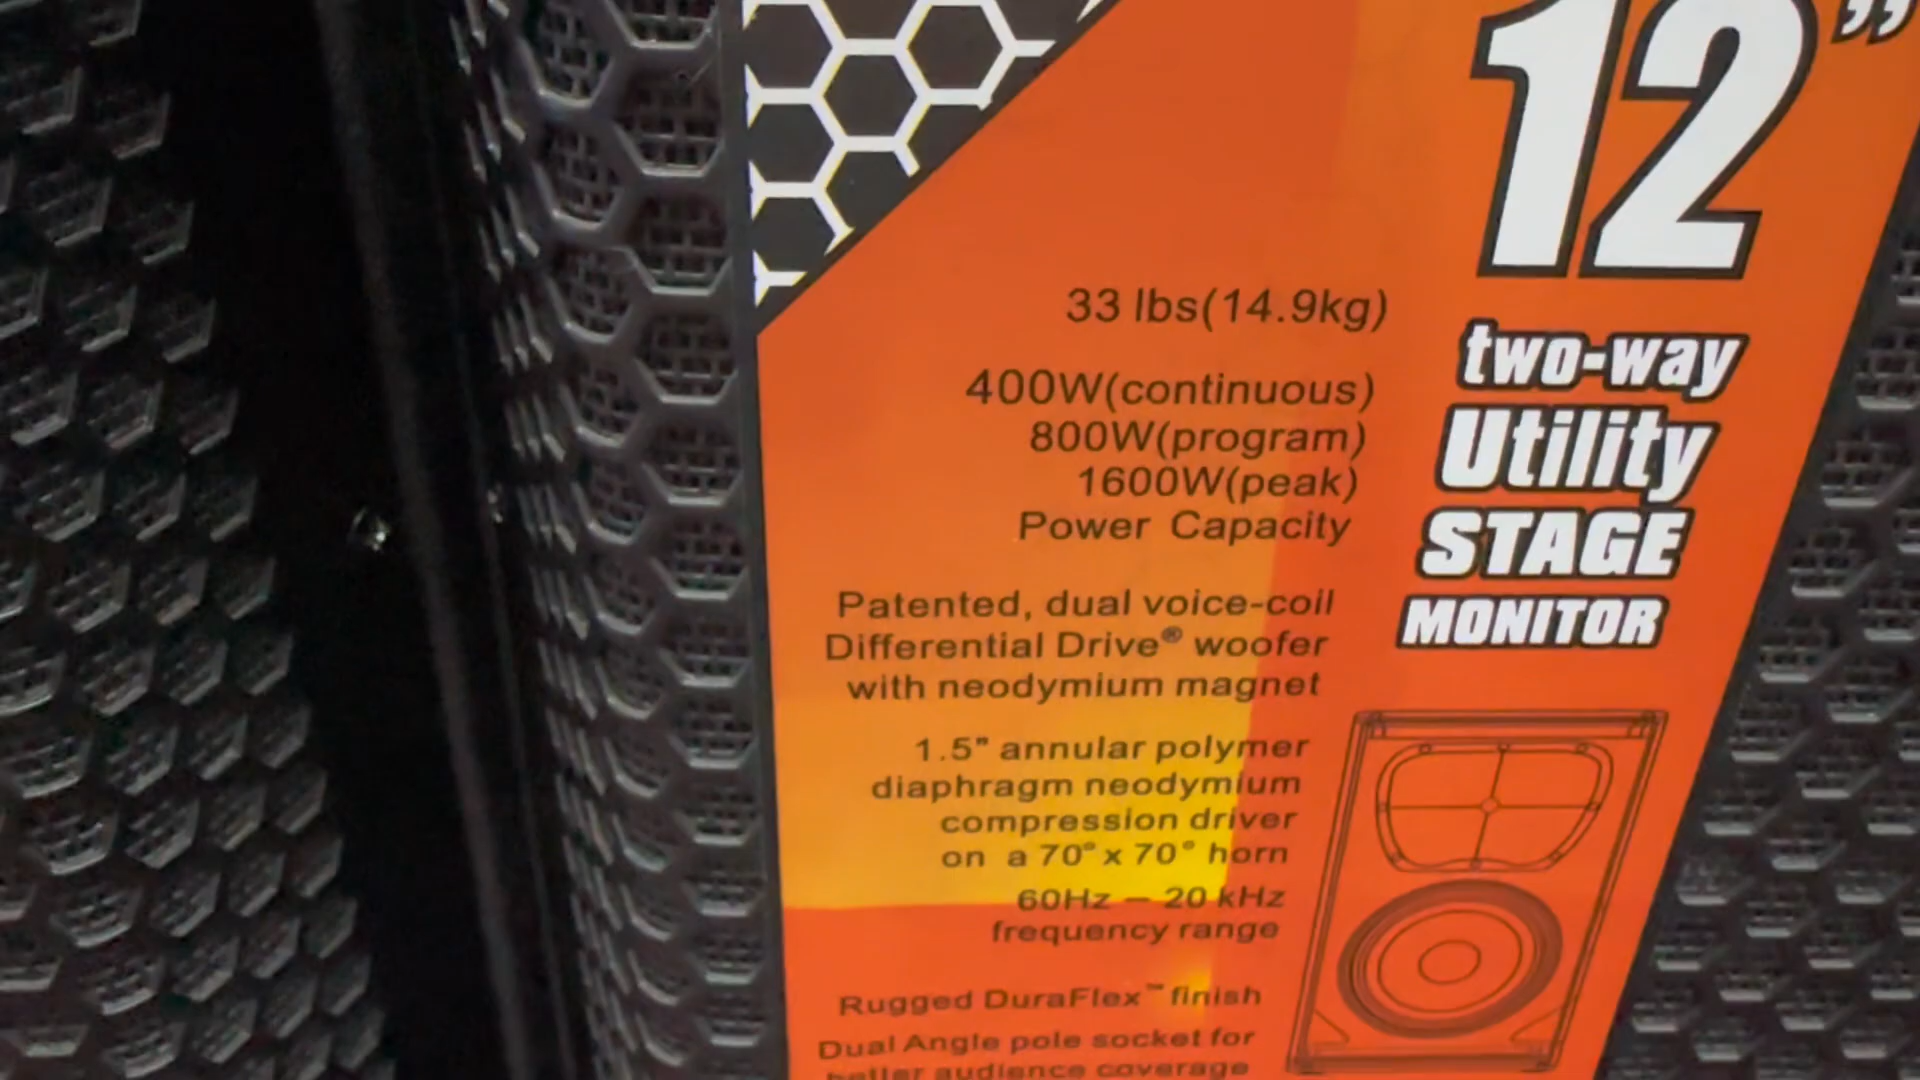 12"
two-way
Utility
STAGE
MONITOR
33 lbs(14.9kg)
400W(continuous)
800W(program)
1600W(peak)
Power Capacity
Patented, dual voice-coil
Differential Drive® woofer
with neodymium magnet
1.5" annular polymer
diaphragm neodymium
compression driver
on a 70° x 70° horn
60Hz – 20 kHz
frequency range
Rugged DuraFlex™ finish
Dual Angle pole socket for
better audience coverage